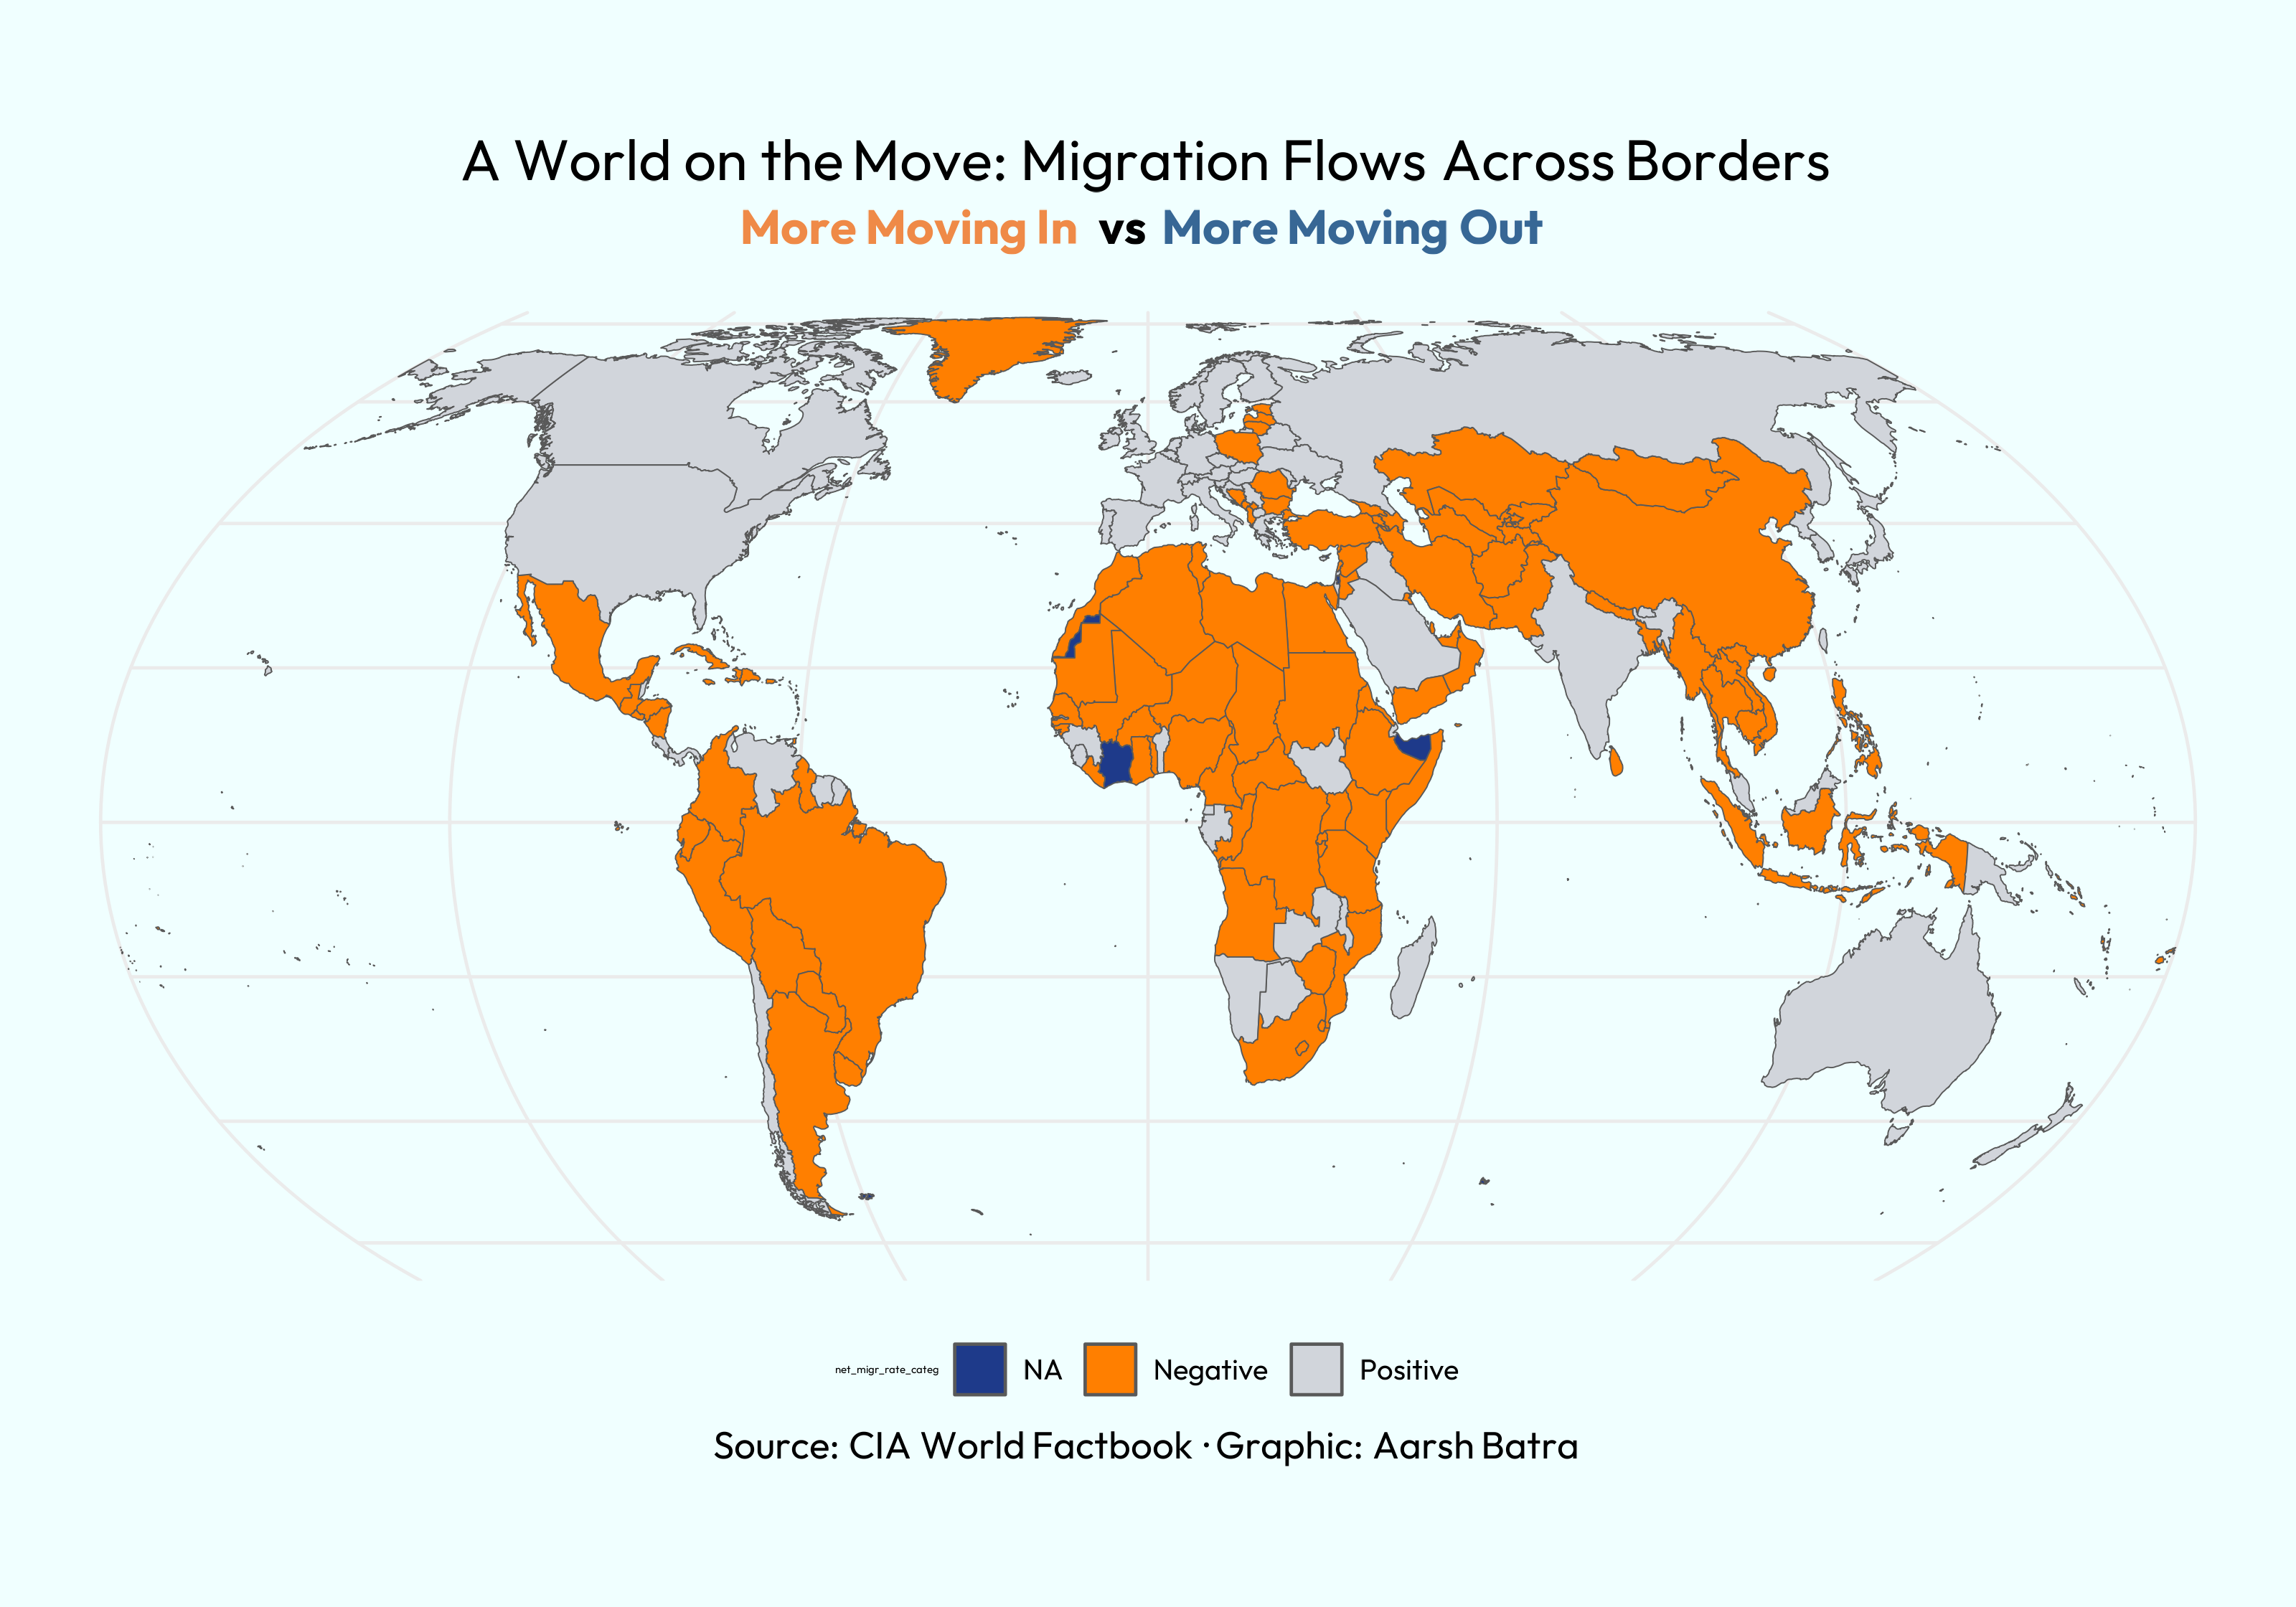 A World on the Move: Migration Flows Across Borders
More Moving In vs More Moving Out
net_migr_rate_categ NA Negative Positive
Source: CIA World Factbook · Graphic: Aarsh Batra